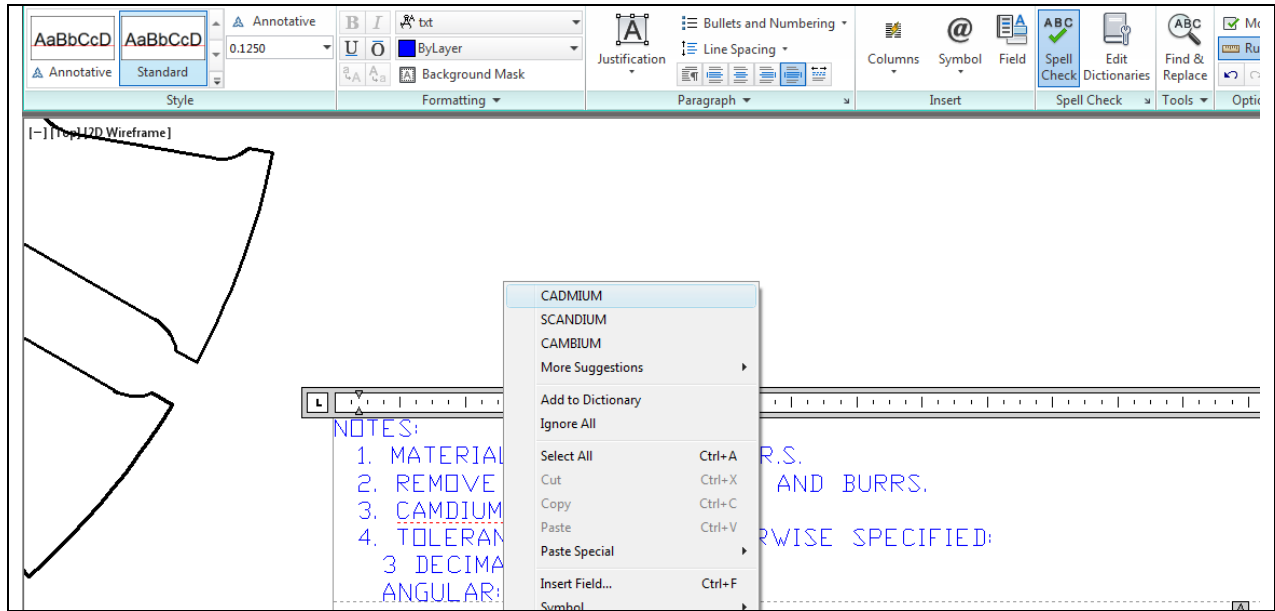 AaBbCcD AaBbCcD Annotative B I txt A Bullets and Numbering @ A ABC ABC
0.1250 U O ByLayer Justification Line Spacing Columns Symbol Field Spell Check Edit Dictionaries Find & Replace Ru
Annotative Standard Background Mask
Style Formatting Paragraph Insert Spell Check Tools
[−] [Top] [2D Wireframe]
CADMIUM
SCANDIUM
CAMBIUM
More Suggestions
Add to Dictionary
Ignore All
Select All Ctrl+A
Cut Ctrl+X
Copy Ctrl+C
Paste Ctrl+V
Paste Special
Insert Field... Ctrl+F
Symbol
L
NOTES:
1. MATERIAL R.S.
2. REMOVE AND BURRS.
3. CAMDIUM
4. TOLERAN RWISE SPECIFIED:
3 DECIMA
ANGULAR:
A